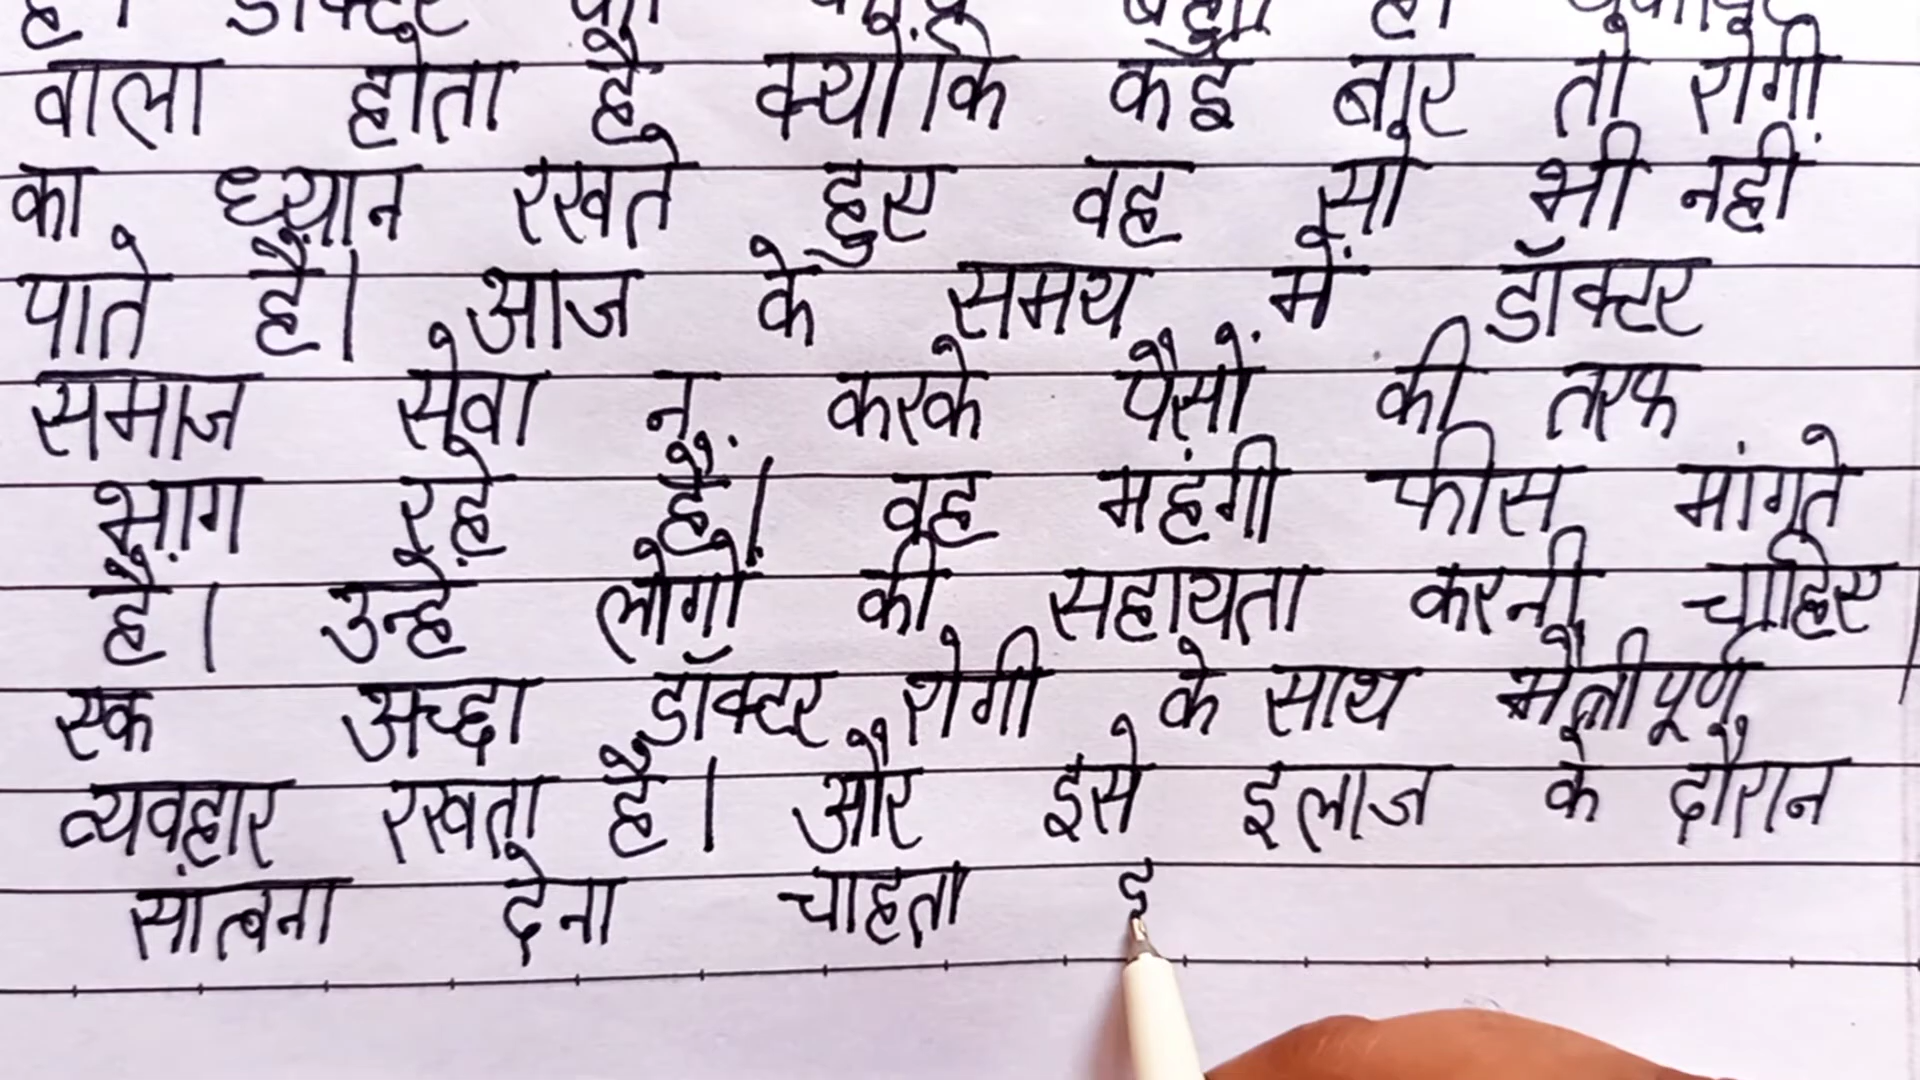 है। डॉक्टर
वाला होता है क्योंकि कई बार तो रोगी
का ध्यान रखते हुए वह सो भी नहीं
पाते हैं। आज के समय में डॉक्टर
समाज सेवा न करके पैसों की तरफ
भाग रहे हैं। वह महंगी फीस मांगते
हैं। उन्हें लोगों की सहायता करनी चाहिए
एक अच्छा डॉक्टर रोगी के साथ मैत्रीपूर्ण
व्यवहार रखता है। और इसे इलाज के दौरान
सांत्वना देना चाहता